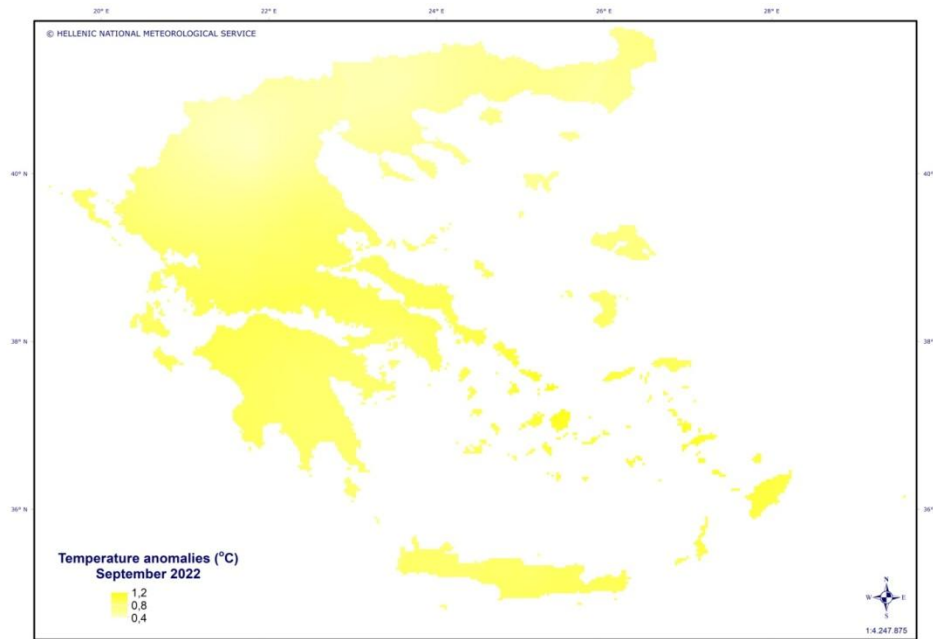 20° E 22° E 24° E 26° E 28° E
© HELLENIC NATIONAL METEOROLOGICAL SERVICE
40° N 40°
38° N 38°
36° N 36°
Temperature anomalies (°C)
September 2022
1,2
0,8
0,4
N
W E
S
1:4.247.875